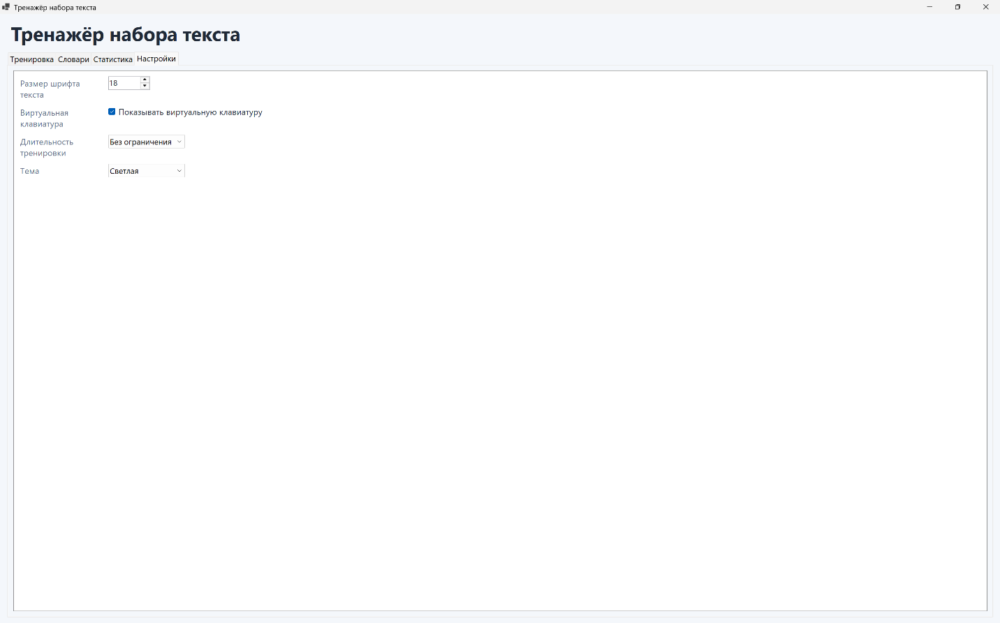 Тренажёр набора текста
Тренажёр набора текста
Тренировка Словари Статистика Настройки
Размер шрифта текста
18
Виртуальная клавиатура
Показывать виртуальную клавиатуру
Длительность тренировки
Без ограничения
Тема
Светлая